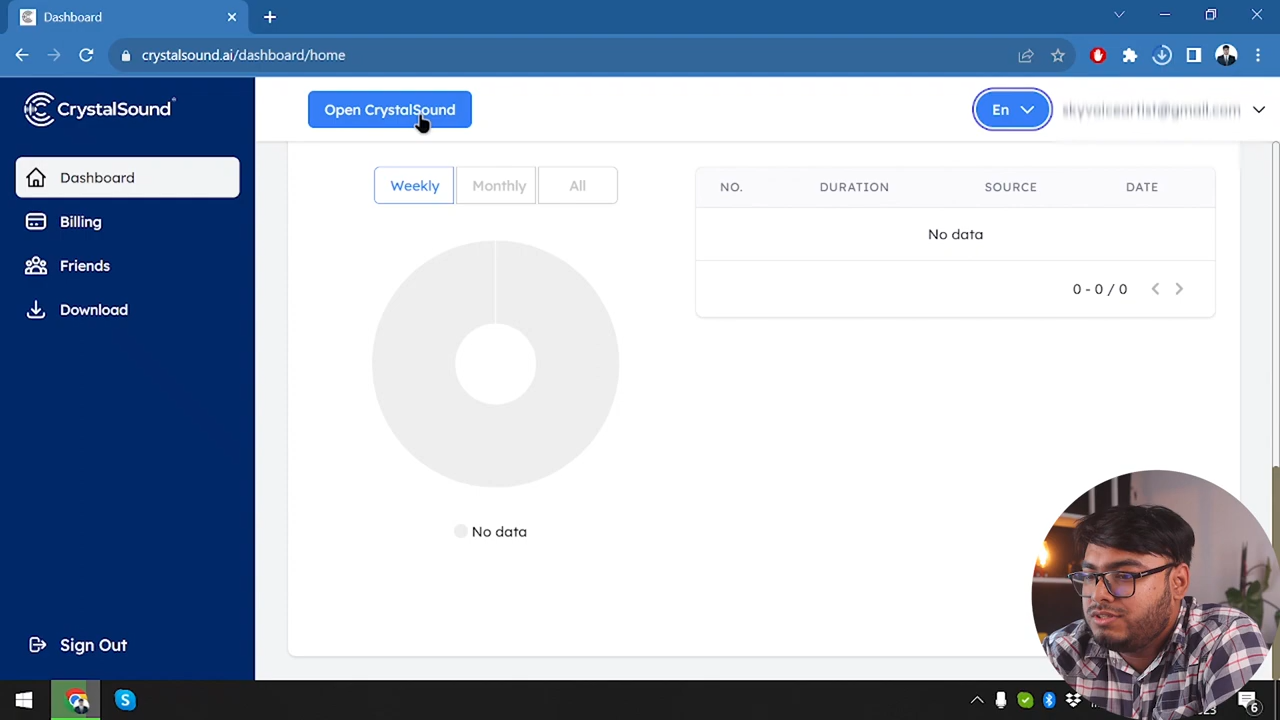 Dashboard
crystalsound.ai/dashboard/home
CrystalSound
Open CrystalSound
En
Dashboard
Billing
Friends
Download
Sign Out
Weekly
Monthly
All
No data
NO.
DURATION
SOURCE
DATE
No data
0 - 0 / 0
6